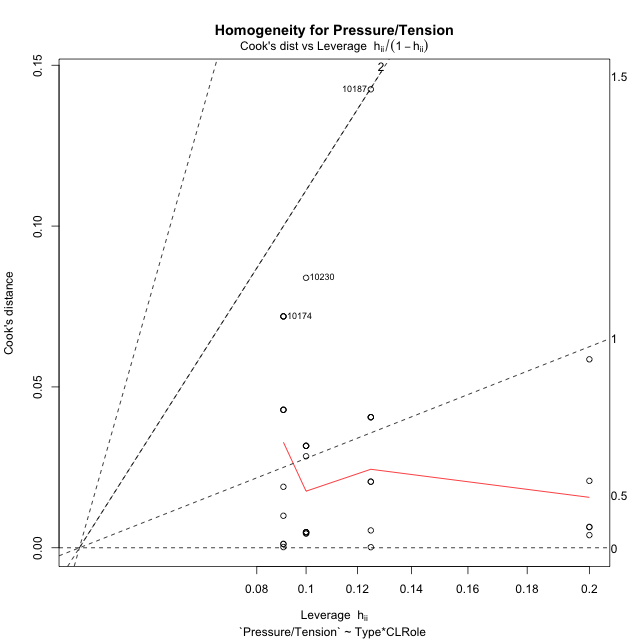 Homogeneity for Pressure/Tension
Cook's dist vs Leverage hii/(1 − hii)
2
1.5
0.15
10187
0.10
10230
10174
1
0.05
0.5
0.00
0
0.08 0.1 0.12 0.14 0.16 0.18 0.2
Cook's distance
Leverage hii
`Pressure/Tension` ~ Type*CLRole